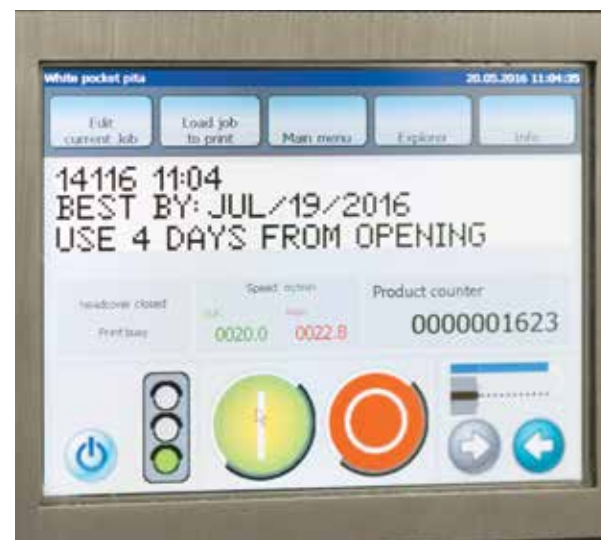 White pocket pita 20.05.2016 11:04:35
Edit current Job
Load job to print
Main menu
Explorer
Info
14116 11:04
BEST BY: JUL/19/2016
USE 4 DAYS FROM OPENING
headcover closed
Print busy
Speed m/min
Product counter
0020.0 0022.8
0000001623